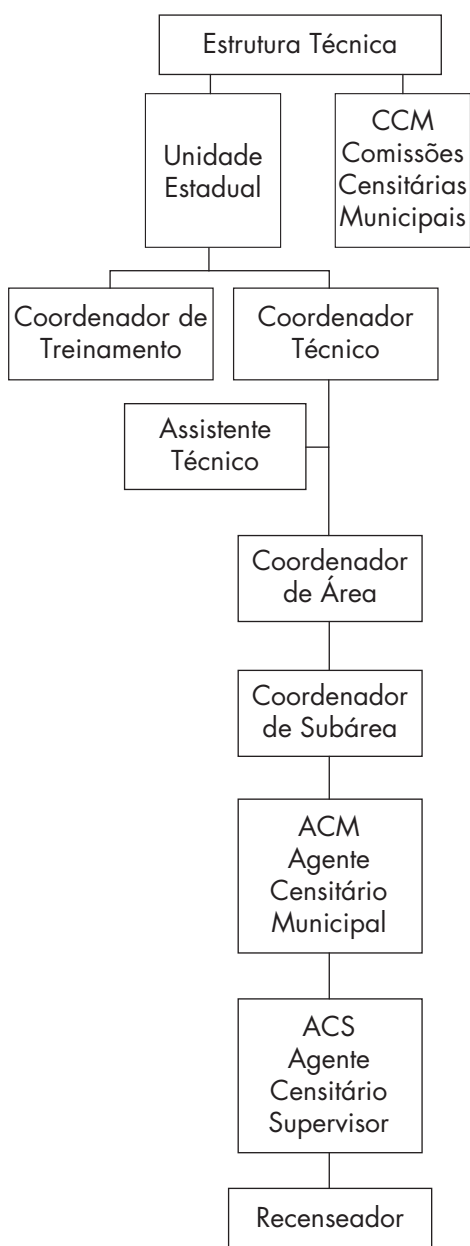 Estrutura Técnica
Unidade
Estadual
CCM
Comissões
Censitárias
Municipais
Coordenador de
Treinamento
Coordenador
Técnico
Assistente
Técnico
Coordenador
de Área
Coordenador
de Subárea
ACM
Agente
Censitário
Municipal
ACS
Agente
Censitário
Supervisor
Recenseador